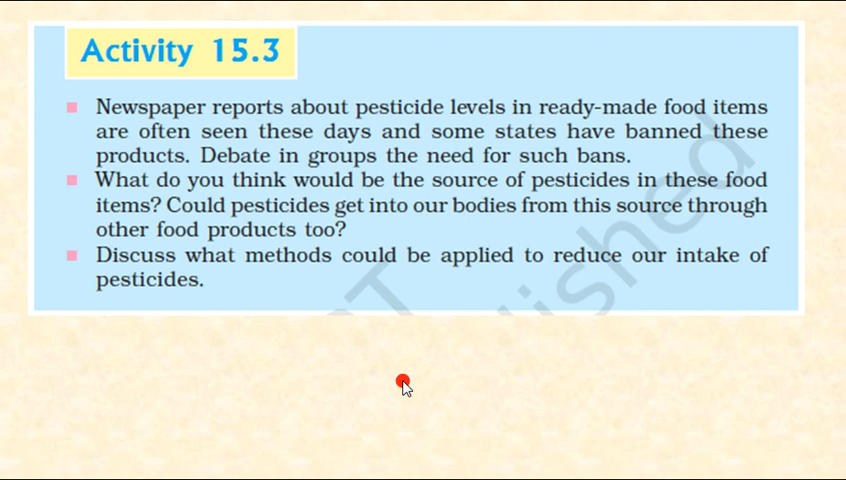 Activity 15.3
Newspaper reports about pesticide levels in ready-made food items
are often seen these days and some states have banned these
products. Debate in groups the need for such bans.
What do you think would be the source of pesticides in these food
items? Could pesticides get into our bodies from this source through
other food products too?
Discuss what methods could be applied to reduce our intake of
pesticides.